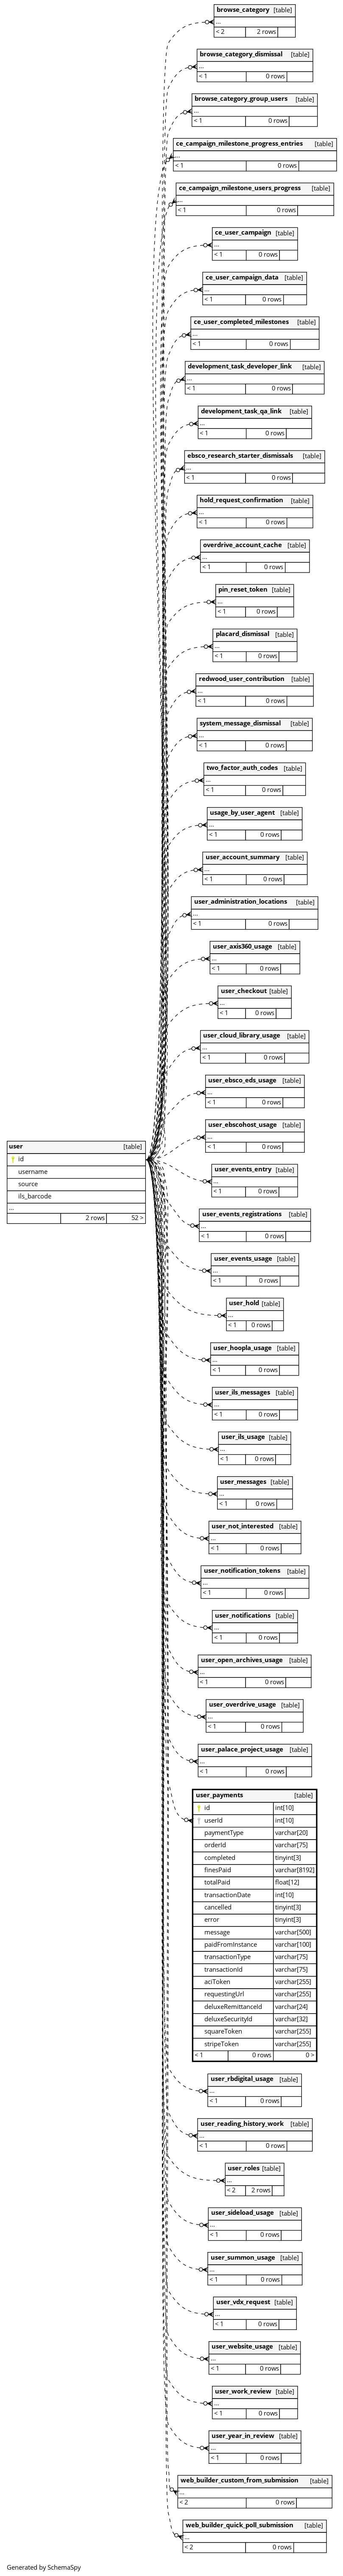 browse_category [table]
...
< 2 2 rows
browse_category_dismissal [table]
...
< 1 0 rows
browse_category_group_users [table]
...
< 1 0 rows
ce_campaign_milestone_progress_entries [table]
...
< 1 0 rows
ce_campaign_milestone_users_progress [table]
...
< 1 0 rows
ce_user_campaign [table]
...
< 1 0 rows
ce_user_campaign_data [table]
...
< 1 0 rows
ce_user_completed_milestones [table]
...
< 1 0 rows
development_task_developer_link [table]
...
< 1 0 rows
development_task_qa_link [table]
...
< 1 0 rows
ebsco_research_starter_dismissals [table]
...
< 1 0 rows
hold_request_confirmation [table]
...
< 1 0 rows
overdrive_account_cache [table]
...
< 1 0 rows
pin_reset_token [table]
...
< 1 0 rows
placard_dismissal [table]
...
< 1 0 rows
redwood_user_contribution [table]
...
< 1 0 rows
system_message_dismissal [table]
...
< 1 0 rows
two_factor_auth_codes [table]
...
< 1 0 rows
usage_by_user_agent [table]
...
< 1 0 rows
user_account_summary [table]
...
< 1 0 rows
user_administration_locations [table]
...
< 1 0 rows
user_axis360_usage [table]
...
< 1 0 rows
user_checkout [table]
...
< 1 0 rows
user_cloud_library_usage [table]
...
< 1 0 rows
user_ebsco_eds_usage [table]
...
< 1 0 rows
user_ebscohost_usage [table]
...
< 1 0 rows
user [table]
id
username
source
ils_barcode
...
2 rows 52 >
user_events_entry [table]
...
< 1 0 rows
user_events_registrations [table]
...
< 1 0 rows
user_events_usage [table]
...
< 1 0 rows
user_hold [table]
...
< 1 0 rows
user_hoopla_usage [table]
...
< 1 0 rows
user_ils_messages [table]
...
< 1 0 rows
user_ils_usage [table]
...
< 1 0 rows
user_messages [table]
...
< 1 0 rows
user_not_interested [table]
...
< 1 0 rows
user_notification_tokens [table]
...
< 1 0 rows
user_notifications [table]
...
< 1 0 rows
user_open_archives_usage [table]
...
< 1 0 rows
user_overdrive_usage [table]
...
< 1 0 rows
user_palace_project_usage [table]
...
< 1 0 rows
user_payments [table]
id int[10]
userId int[10]
paymentType varchar[20]
orderId varchar[75]
completed tinyint[3]
finesPaid varchar[8192]
totalPaid float[12]
transactionDate int[10]
cancelled tinyint[3]
error tinyint[3]
message varchar[500]
paidFromInstance varchar[100]
transactionType varchar[75]
transactionId varchar[75]
aciToken varchar[255]
requestingUrl varchar[255]
deluxeRemittanceId varchar[24]
deluxeSecurityId varchar[32]
squareToken varchar[255]
stripeToken varchar[255]
< 1 0 rows 0 >
user_rbdigital_usage [table]
...
< 1 0 rows
user_reading_history_work [table]
...
< 1 0 rows
user_roles [table]
...
< 2 2 rows
user_sideload_usage [table]
...
< 1 0 rows
user_summon_usage [table]
...
< 1 0 rows
user_vdx_request [table]
...
< 1 0 rows
user_website_usage [table]
...
< 1 0 rows
user_work_review [table]
...
< 1 0 rows
user_year_in_review [table]
...
< 1 0 rows
web_builder_custom_from_submission [table]
...
< 2 0 rows
web_builder_quick_poll_submission [table]
...
< 2 0 rows
Generated by SchemaSpy